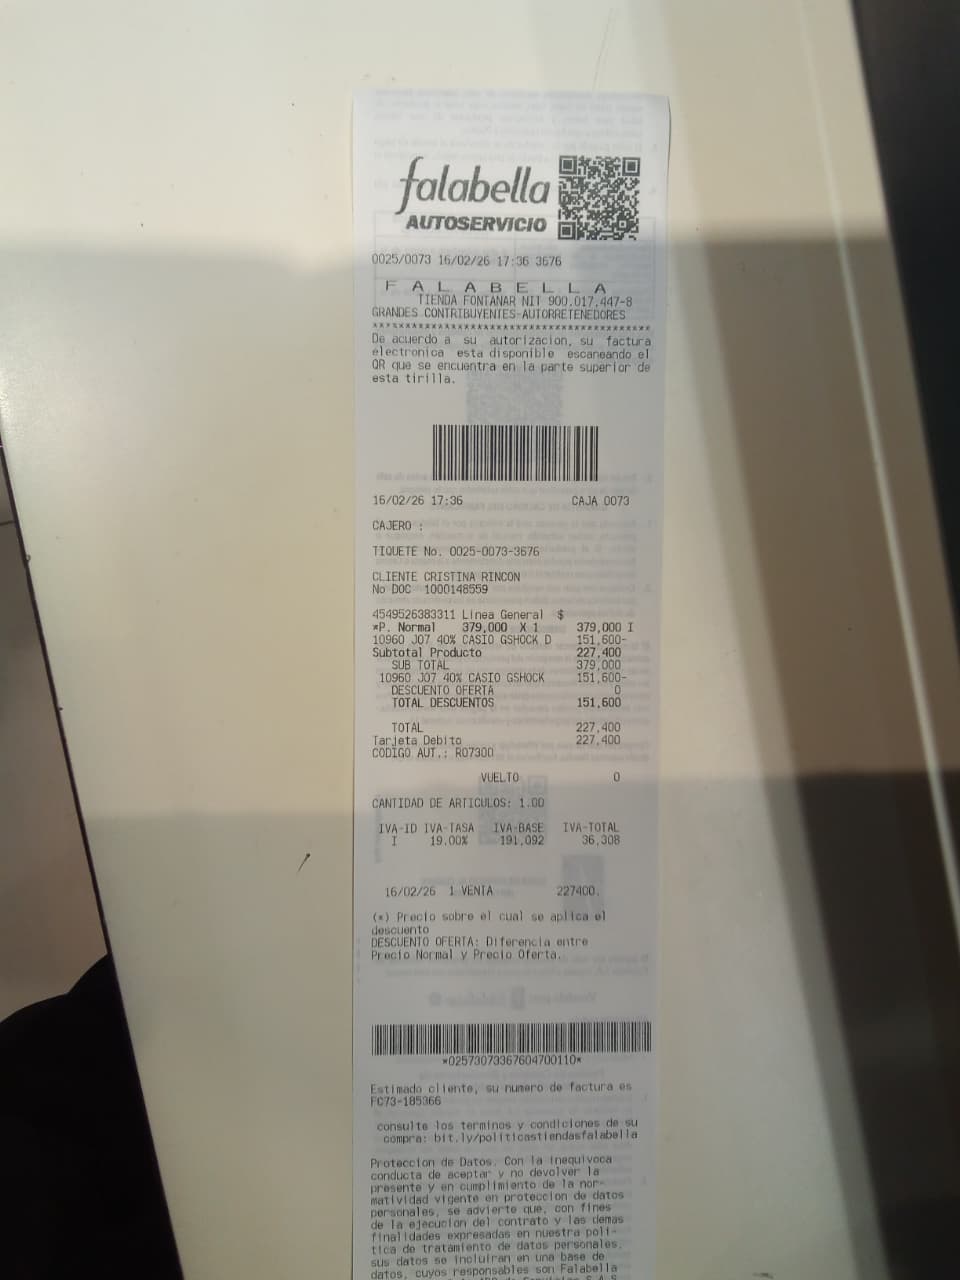 falabella
AUTOSERVICIO
0025/0073 16/02/26 17:36 3676
F A L A B E L L A
TIENDA FONTANAR NIT 900.017.447-8
GRANDES CONTRIBUYENTES-AUTORRETENEDORES
********************************************
De acuerdo a su autorizacion, su factura
electronica esta disponible escaneando el
QR que se encuentra en la parte superior de
esta tirilla.
16/02/26 17:36 CAJA 0073
CAJERO :
TIQUETE No. 0025-0073-3676
CLIENTE CRISTINA RINCON
No DOC 1000148559
4549526383311 Linea General $
*P. Normal 379,000 X 1 379,000 I
10960 J07 40% CASIO GSHOCK D 151,600-
Subtotal Producto 227,400
SUB TOTAL 379,000
10960 J07 40% CASIO GSHOCK 151,600-
DESCUENTO OFERTA 0
TOTAL DESCUENTOS 151,600
TOTAL 227,400
Tarjeta Debito 227,400
CODIGO AUT.: R07300
VUELTO 0
CANTIDAD DE ARTICULOS: 1.00
IVA-ID IVA-TASA IVA-BASE IVA-TOTAL
I 19.00% 191,092 36,308
16/02/26 1 VENTA 227400.
(*) Precio sobre el cual se aplica el
descuento
DESCUENTO OFERTA: Diferencia entre
Precio Normal y Precio Oferta.
*02573073367604700110*
Estimado cliente, su numero de factura es
FC73-185366
consulte los terminos y condiciones de su
compra: bit.ly/politicastiendasfalabella
Proteccion de Datos. Con la inequivoca
conducta de aceptar y no devolver la
presente y en cumplimiento de la nor-
matividad vigente en proteccion de datos
personales, se advierte que, con fines
de la ejecucion del contrato y las demas
finalidades expresadas en nuestra poli-
tica de tratamiento de datos personales,
sus datos se incluiran en una base de
datos, cuyos responsables son Falabella